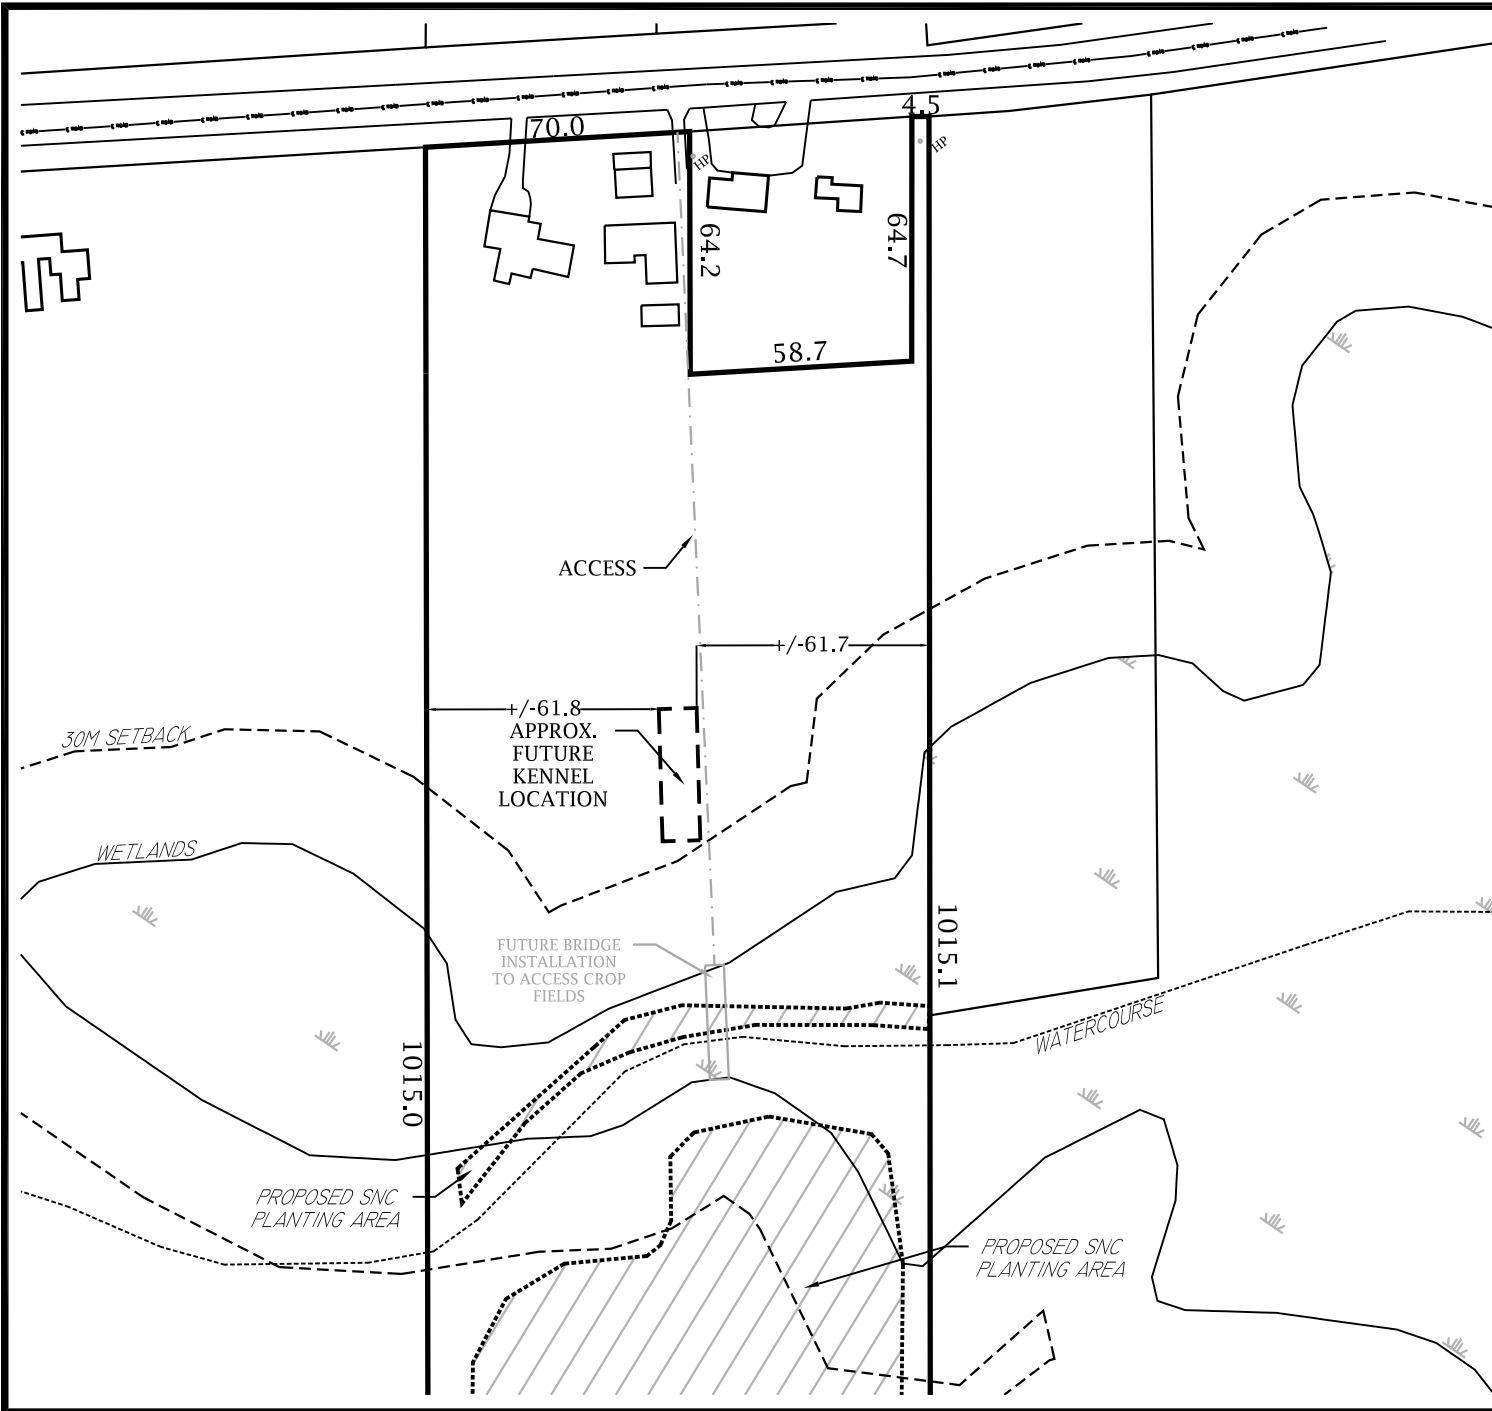 4.5
70.0
HP
HP
64.2
64.7
58.7
ACCESS
+/-61.7
+/-61.8
APPROX.
FUTURE
KENNEL
LOCATION
30M SETBACK
WETLANDS
FUTURE BRIDGE
INSTALLATION
TO ACCESS CROP
FIELDS
1015.1
WATERCOURSE
1015.0
PROPOSED SNC
PLANTING AREA
PROPOSED SNC
PLANTING AREA